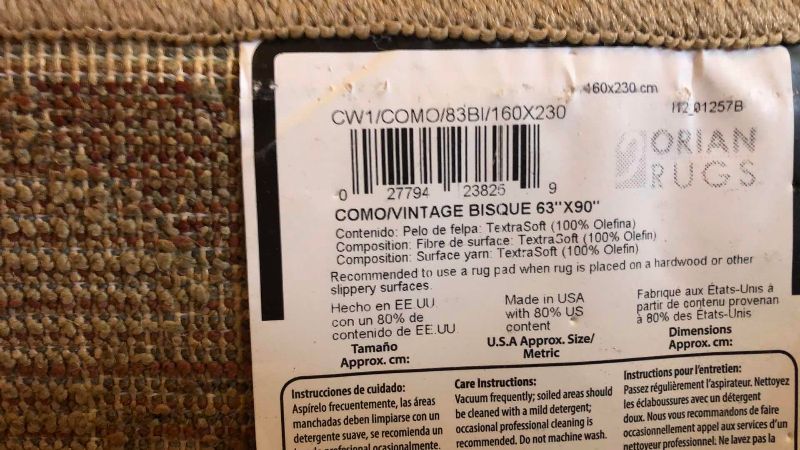 160x230 cm
CW1/COMO/83BI/160X230
I12_01257B
ORIAN
RUGS
0 27794 23826 9
COMO/VINTAGE BISQUE 63"X90"
Contenido: Pelo de felpa: TextraSoft (100% Olefina)
Composition: Fibre de surface: TextraSoft (100% Olefin)
Composition: Surface yarn: TextraSoft (100% Olefin)
Recommended to use a rug pad when rug is placed on a hardwood or other
slippery surfaces.
Hecho en EE.UU.
con un 80% de
contenido de EE.UU.
Tamaño
Approx. cm:
Made in USA
with 80% US
content
U.S.A Approx. Size/
Metric
Fabriqué aux États-Unis à
partir de contenu provenan
à 80% des États-Unis
Dimensions
Approx. cm:
Instrucciones de cuidado:
Aspírelo frecuentemente, las áreas
manchadas deben limpiarse con un
detergente suave, se recomienda un
profesional ocasionalmente.
Care Instructions:
Vacuum frequently; soiled areas should
be cleaned with a mild detergent;
occasional professional cleaning is
recommended. Do not machine wash.
Instructions pour l'entretien:
Passez régulièrement l'aspirateur. Nettoyez
les éclaboussures avec un détergent
doux. Nous vous recommandons de faire
occasionnellement appel aux services d'un
nettoyeur professionnel. Ne lavez pas la